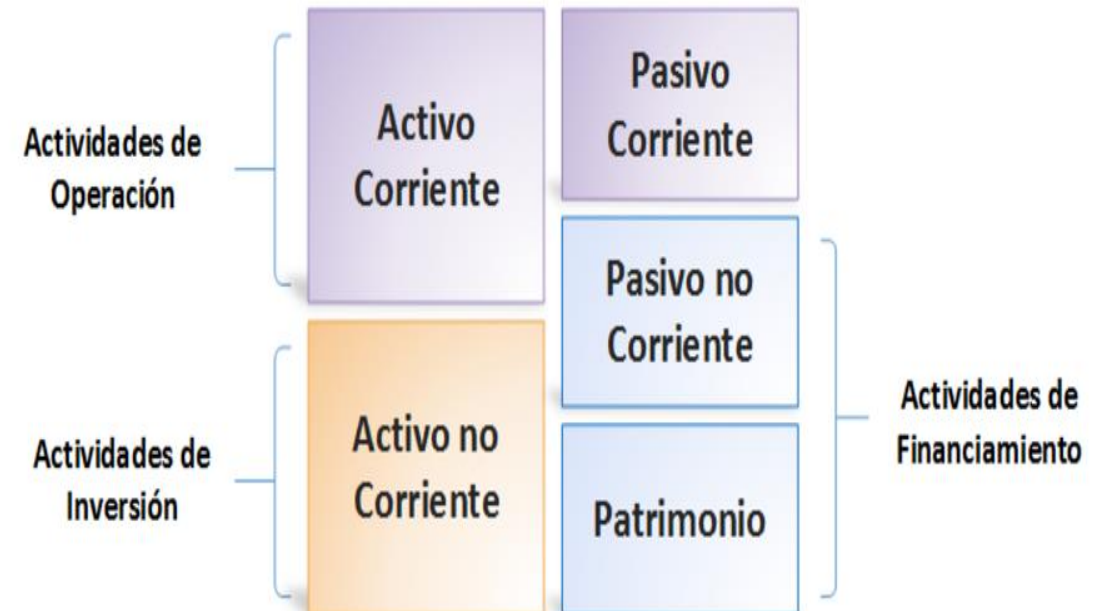 Actividades de
Operación
Activo
Corriente
Pasivo
Corriente
Pasivo no
Corriente
Actividades de
Inversión
Activo no
Corriente
Patrimonio
Actividades de
Financiamiento